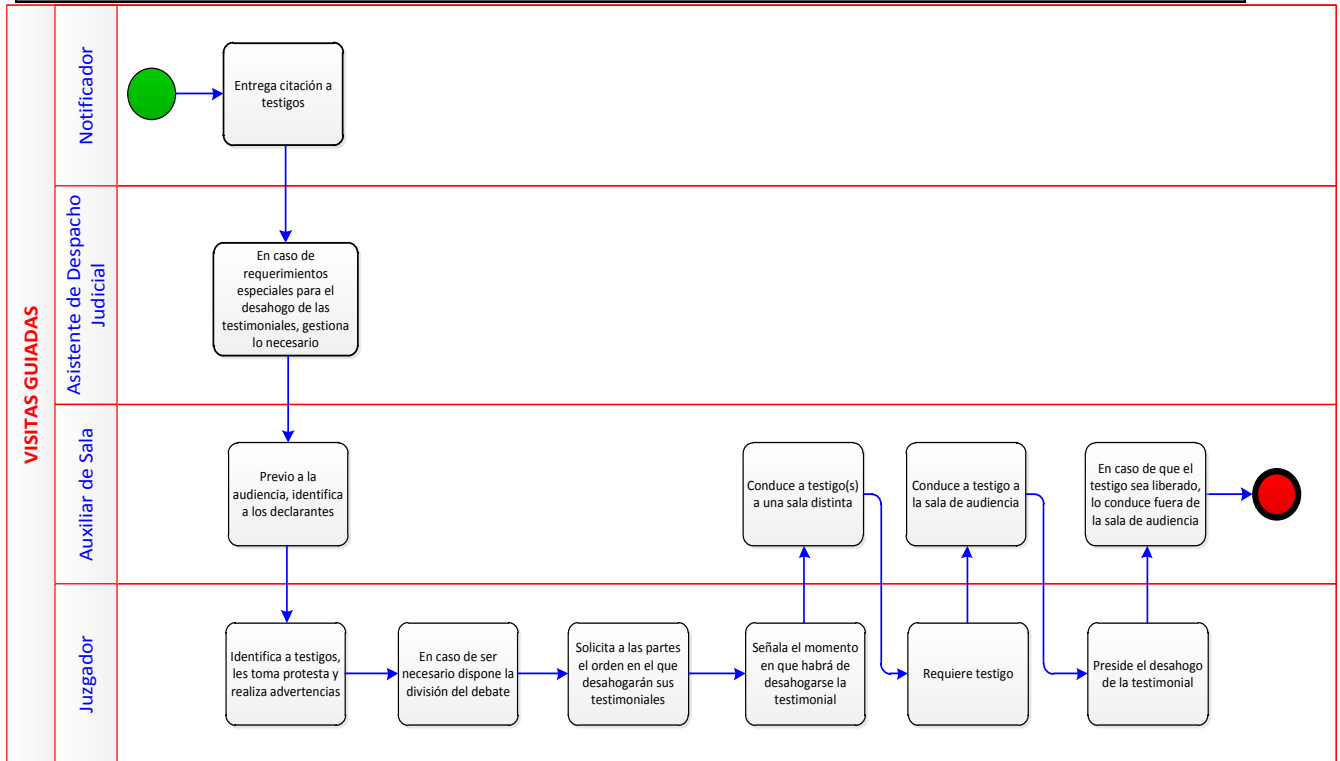 VISITAS GUIADAS
Notificador
Entrega citación a
testigos
Asistente de Despacho
Judicial
En caso de
requerimientos
especiales para el
desahogo de las
testimoniales, gestiona
lo necesario
Auxiliar de Sala
Previo a la
audiencia, identifica
a los declarantes
Conduce a testigo(s)
a una sala distinta
Conduce a testigo a
la sala de audiencia
En caso de que el
testigo sea liberado,
lo conduce fuera de
la sala de audiencia
Juzgador
Identifica a testigos,
les toma protesta y
realiza advertencias
En caso de ser
necesario dispone la
división del debate
Solicita a las partes
el orden en el que
desahogarán sus
testimoniales
Señala el momento
en que habrá de
desahogarse la
testimonial
Requiere testigo
Preside el desahogo
de la testimonial